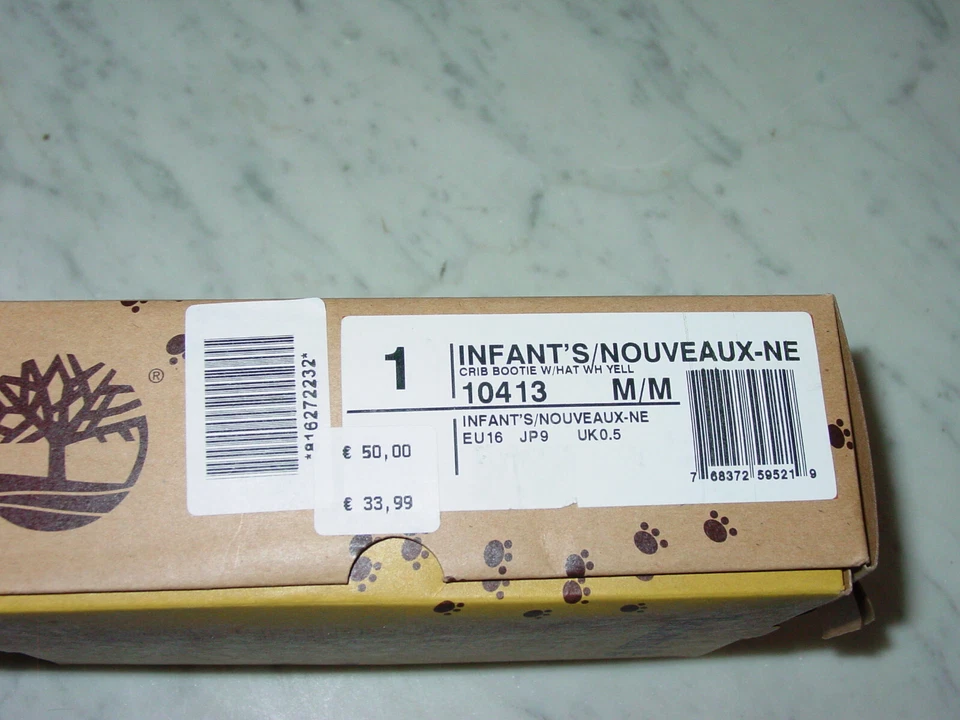 ®
*916272232*
1
INFANT'S/NOUVEAUX-NE
CRIB BOOTIE W/HAT WH YELL
10413 M/M
INFANT'S/NOUVEAUX-NE
EU16 JP9 UK0.5
€ 50,00
€ 33,99
7 68372 59521 9